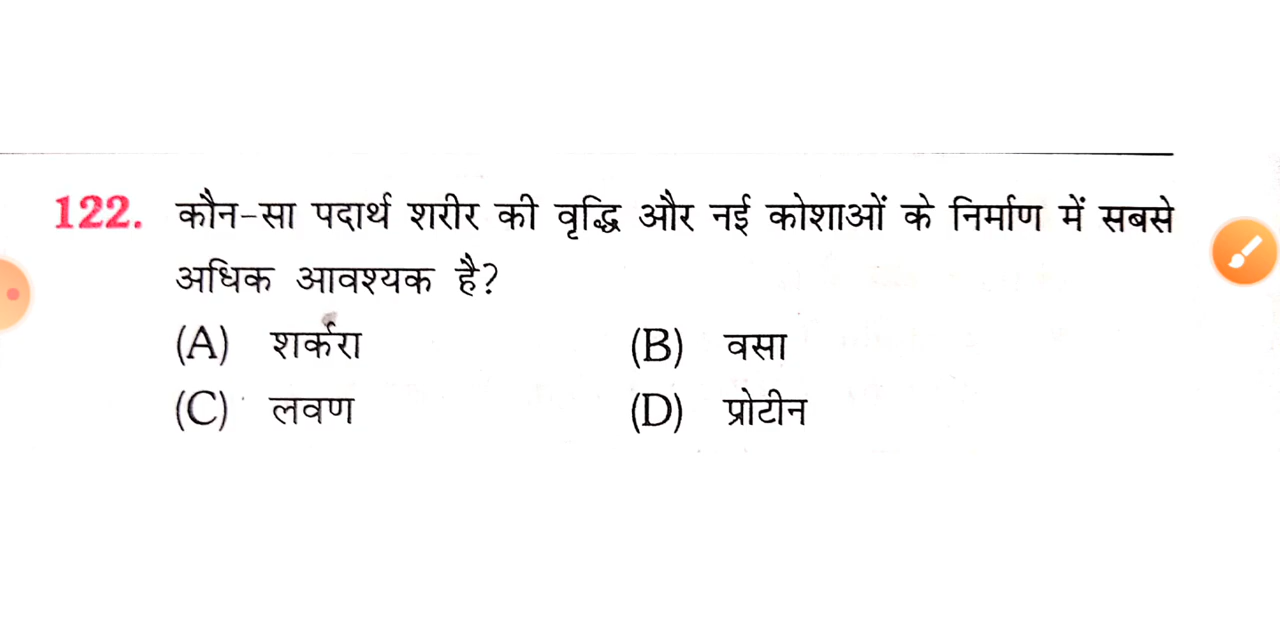 122. कौन-सा पदार्थ शरीर की वृद्धि और नई कोशाओं के निर्माण में सबसे
अधिक आवश्यक है?
(A) शर्करा (B) वसा
(C) लवण (D) प्रोटीन